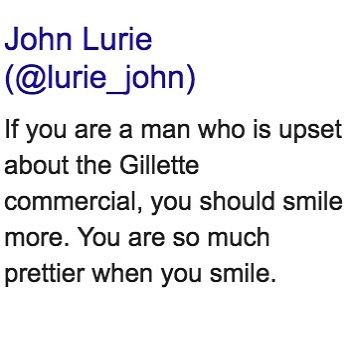 John Lurie
(@lurie_john)
If you are a man who is upset
about the Gillette
commercial, you should smile
more. You are so much
prettier when you smile.